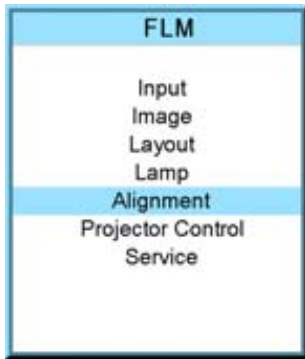 FLM
Input
Image
Layout
Lamp
Alignment
Projector Control
Service